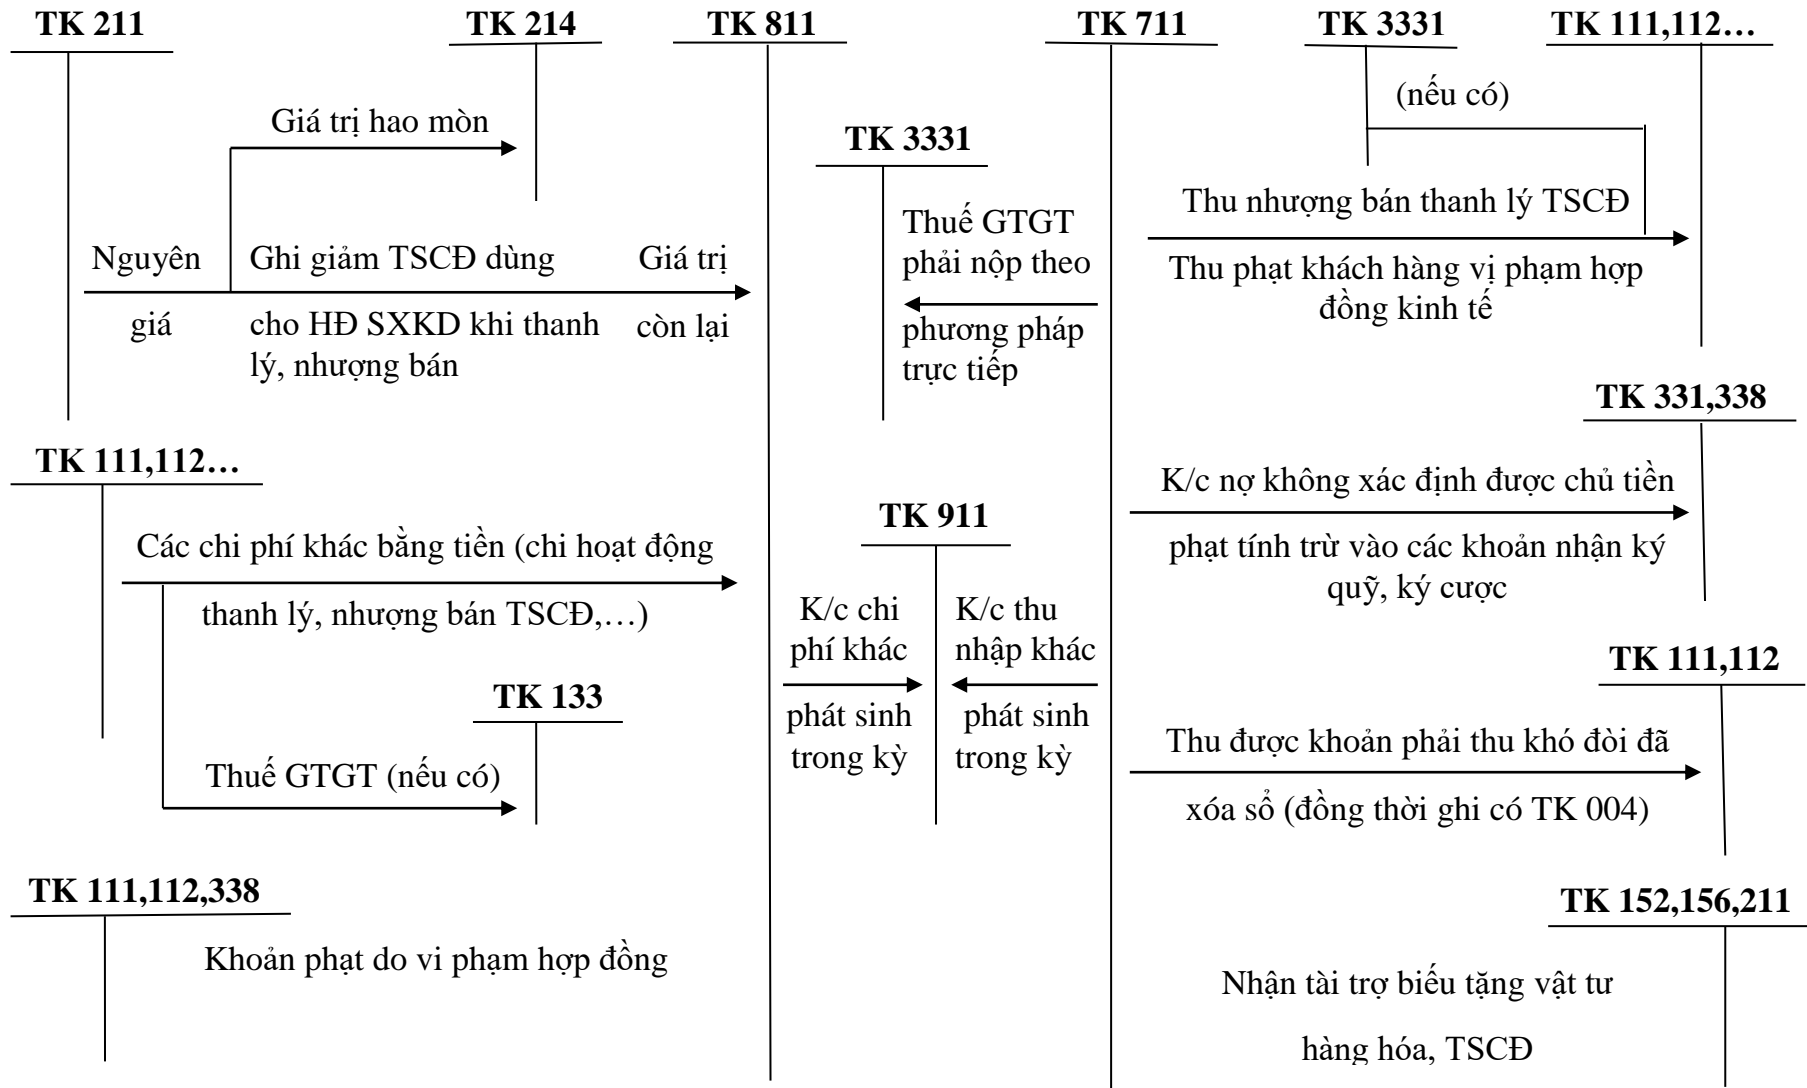 TK 211
TK 214
TK 811
TK 711
TK 3331
TK 111,112…
(nếu có)
Giá trị hao mòn
TK 3331
Thu nhượng bán thanh lý TSCĐ
Thuế GTGT
phải nộp theo
Nguyên
Ghi giảm TSCĐ dùng
Giá trị
Thu phạt khách hàng vị phạm hợp
đồng kinh tế
giá
cho HĐ SXKD khi thanh
lý, nhượng bán
còn lại
phương pháp
trực tiếp
TK 331,338
TK 111,112…
K/c nợ không xác định được chủ tiền
TK 911
Các chi phí khác bằng tiền (chi hoạt động
phạt tính trừ vào các khoản nhận ký
quỹ, ký cược
thanh lý, nhượng bán TSCĐ,…)
K/c chi
phí khác
K/c thu
nhập khác
TK 111,112
TK 133
phát sinh
trong kỳ
phát sinh
trong kỳ
Thu được khoản phải thu khó đòi đã
Thuế GTGT (nếu có)
xóa sổ (đồng thời ghi có TK 004)
TK 111,112,338
TK 152,156,211
Khoản phạt do vi phạm hợp đồng
Nhận tài trợ biếu tặng vật tư
hàng hóa, TSCĐ